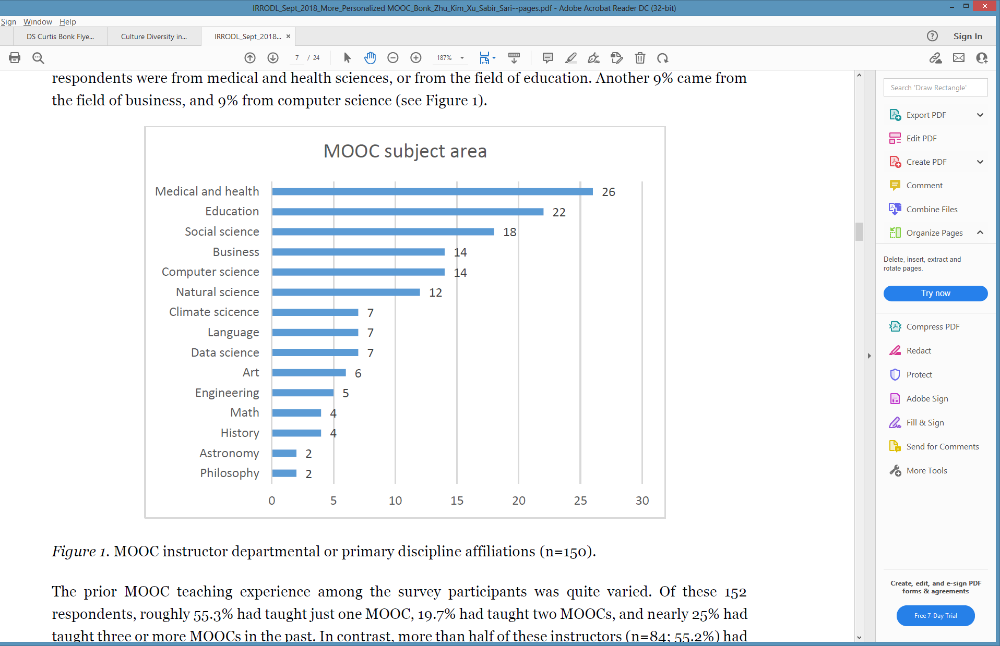 IRRODL_Sept_2018_More_Personalized MOOC_Bonk_Zhu_Kim_Xu_Sabir_Sari--pages.pdf - Adobe Acrobat Reader DC (32-bit)
Sign Window Help
DS Curtis Bonk Flye... Culture Diversity in... IRRODL_Sept_2018... ×
? Sign In
7 / 24 187%
respondents were from medical and health sciences, or from the field of education. Another 9% came from
the field of business, and 9% from computer science (see Figure 1).
MOOC subject area
Medical and health 26
Education 22
Social science 18
Business 14
Computer science 14
Natural science 12
Climate scicence 7
Language 7
Data science 7
Art 6
Engineering 5
Math 4
History 4
Astronomy 2
Philosophy 2
0 5 10 15 20 25 30
Figure 1. MOOC instructor departmental or primary discipline affiliations (n=150).
The prior MOOC teaching experience among the survey participants was quite varied. Of these 152
respondents, roughly 55.3% had taught just one MOOC, 19.7% had taught two MOOCs, and nearly 25% had
taught three or more MOOCs in the past. In contrast, more than half of these instructors (n=84; 55.2%) had
Search 'Draw Rectangle'
Export PDF
Edit PDF
Create PDF
Comment
Combine Files
Organize Pages
Delete, insert, extract and
rotate pages.
Try now
Compress PDF
Redact
Protect
Adobe Sign
Fill & Sign
Send for Comments
More Tools
Create, edit, and e-sign PDF
forms & agreements
Free 7-Day Trial